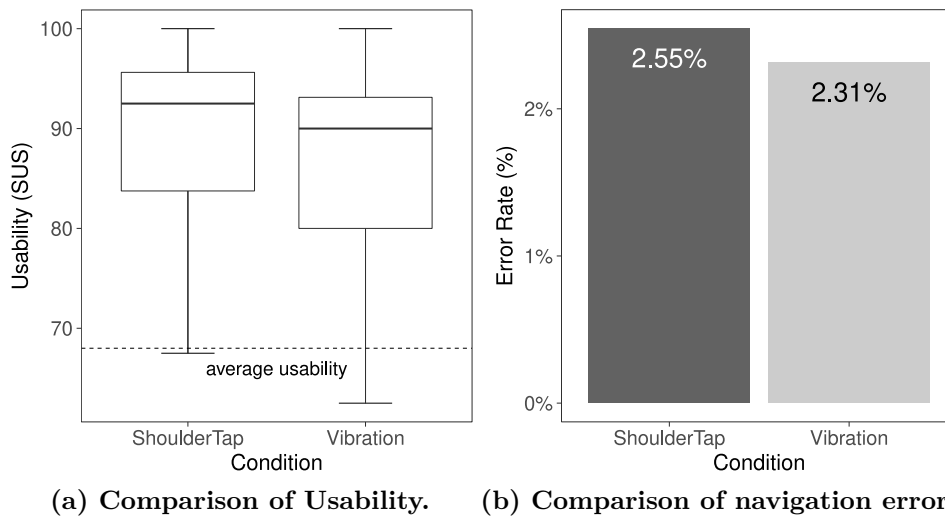 100
90
80
70
Usability (SUS)
average usability
ShoulderTap
Vibration
Condition
(a) Comparison of Usability.
2%
1%
0%
Error Rate (%)
2.55%
2.31%
ShoulderTap
Vibration
Condition
(b) Comparison of navigation error